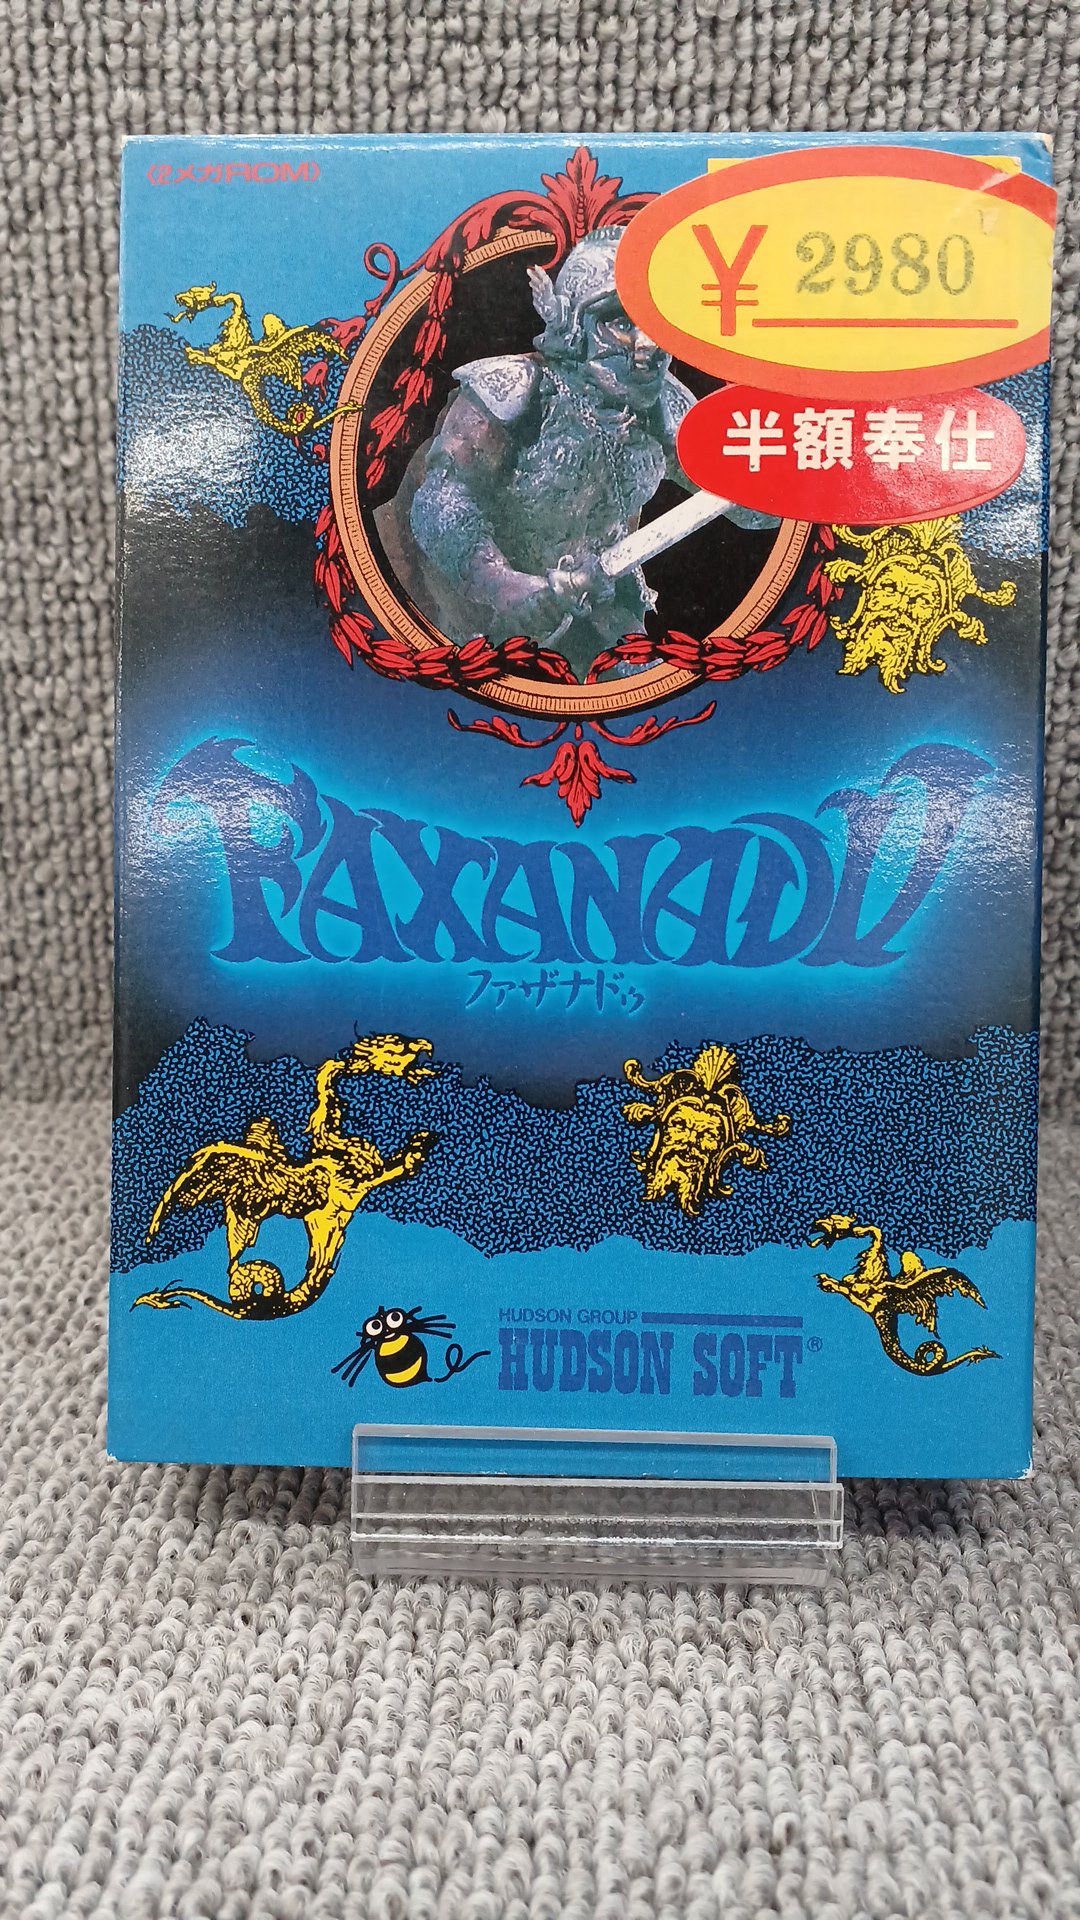 〈2メガROM〉
¥2980
半額奉仕
FAXANADU
ファザナドゥ
HUDSON GROUP
HUDSON SOFT®